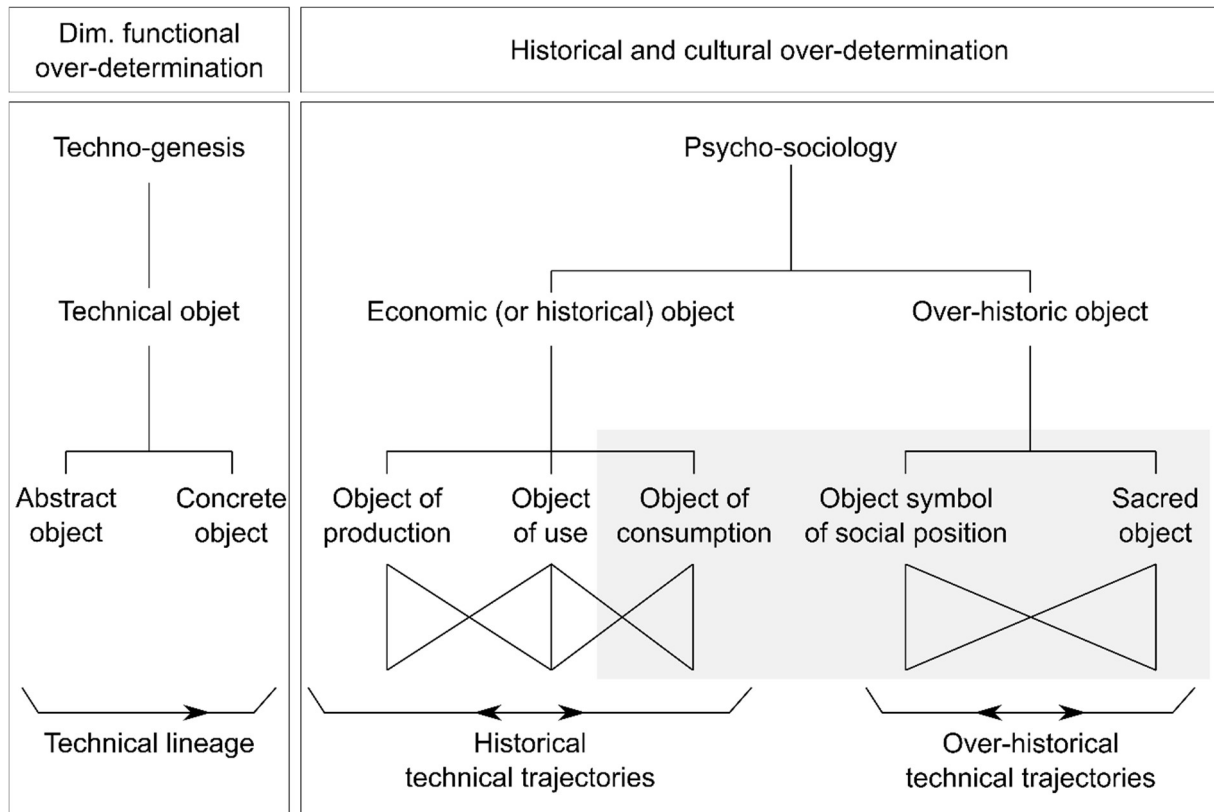 Dim. functional
over-determination
Historical and cultural over-determination
Techno-genesis
Psycho-sociology
Technical objet
Economic (or historical) object
Over-historic object
Abstract
object
Concrete
object
Object of
production
Object
of use
Object of
consumption
Object symbol
of social position
Sacred
object
Technical lineage
Historical
technical trajectories
Over-historical
technical trajectories